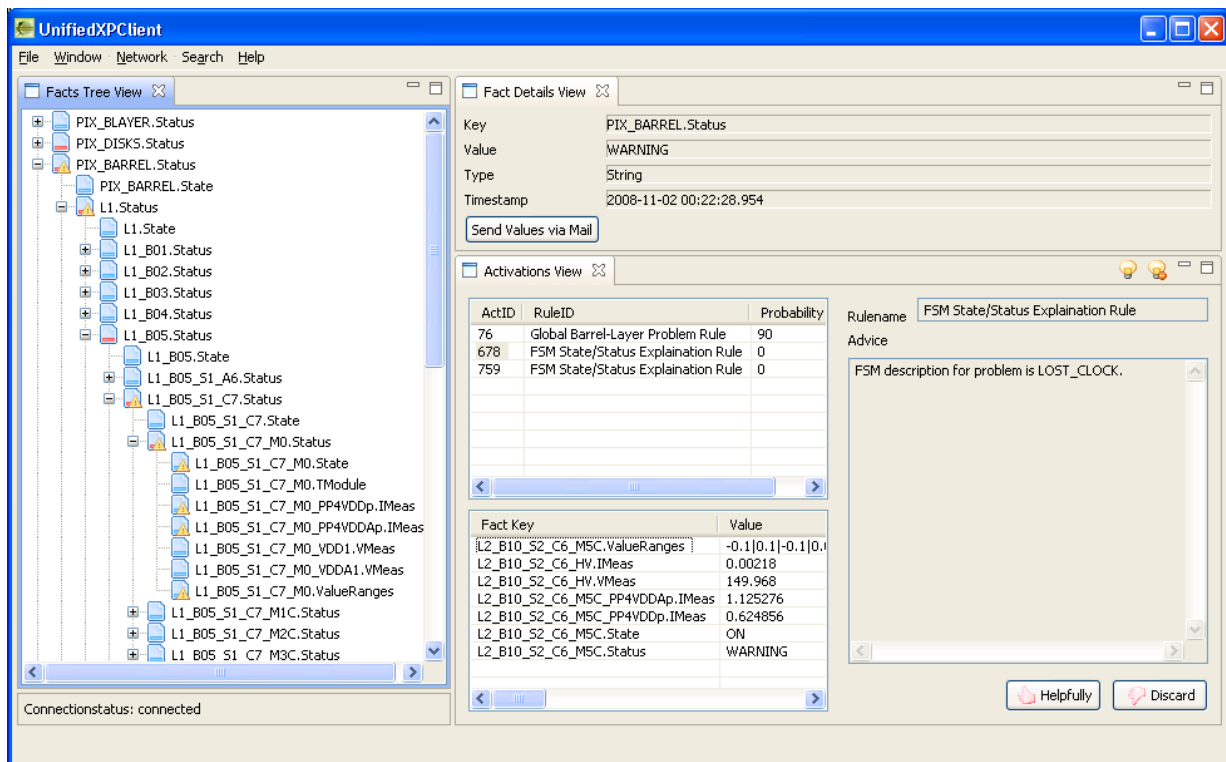 UnifiedXPClient
File Window Network Search Help
Facts Tree View
PIX_BLAYER.Status
PIX_DISKS.Status
PIX_BARREL.Status
PIX_BARREL.State
L1.Status
L1.State
L1_B01.Status
L1_B02.Status
L1_B03.Status
L1_B04.Status
L1_B05.Status
L1_B05.State
L1_B05_S1_A6.Status
L1_B05_S1_C7.Status
L1_B05_S1_C7.State
L1_B05_S1_C7_M0.Status
L1_B05_S1_C7_M0.State
L1_B05_S1_C7_M0.TModule
L1_B05_S1_C7_M0_PP4VDDp.IMeas
L1_B05_S1_C7_M0_PP4VDDAp.IMeas
L1_B05_S1_C7_M0_VDD1.VMeas
L1_B05_S1_C7_M0_VDDA1.VMeas
L1_B05_S1_C7_M0.ValueRanges
L1_B05_S1_C7_M1C.Status
L1_B05_S1_C7_M2C.Status
L1_B05_S1_C7_M3C.Status
Connectionstatus: connected
Fact Details View
Key PIX_BARREL.Status
Value WARNING
Type String
Timestamp 2008-11-02 00:22:28.954
Send Values via Mail
Activations View
ActID RuleID Probability
76 Global Barrel-Layer Problem Rule 90
678 FSM State/Status Explaination Rule 0
759 FSM State/Status Explaination Rule 0
Fact Key Value
L2_B10_S2_C6_M5C.ValueRanges -0.1|0.1|-0.1|0.
L2_B10_S2_C6_HV.IMeas 0.00218
L2_B10_S2_C6_HV.VMeas 149.968
L2_B10_S2_C6_M5C_PP4VDDAp.IMeas 1.125276
L2_B10_S2_C6_M5C_PP4VDDp.IMeas 0.624856
L2_B10_S2_C6_M5C.State ON
L2_B10_S2_C6_M5C.Status WARNING
Rulename FSM State/Status Explaination Rule
Advice
FSM description for problem is LOST_CLOCK.
Helpfully Discard